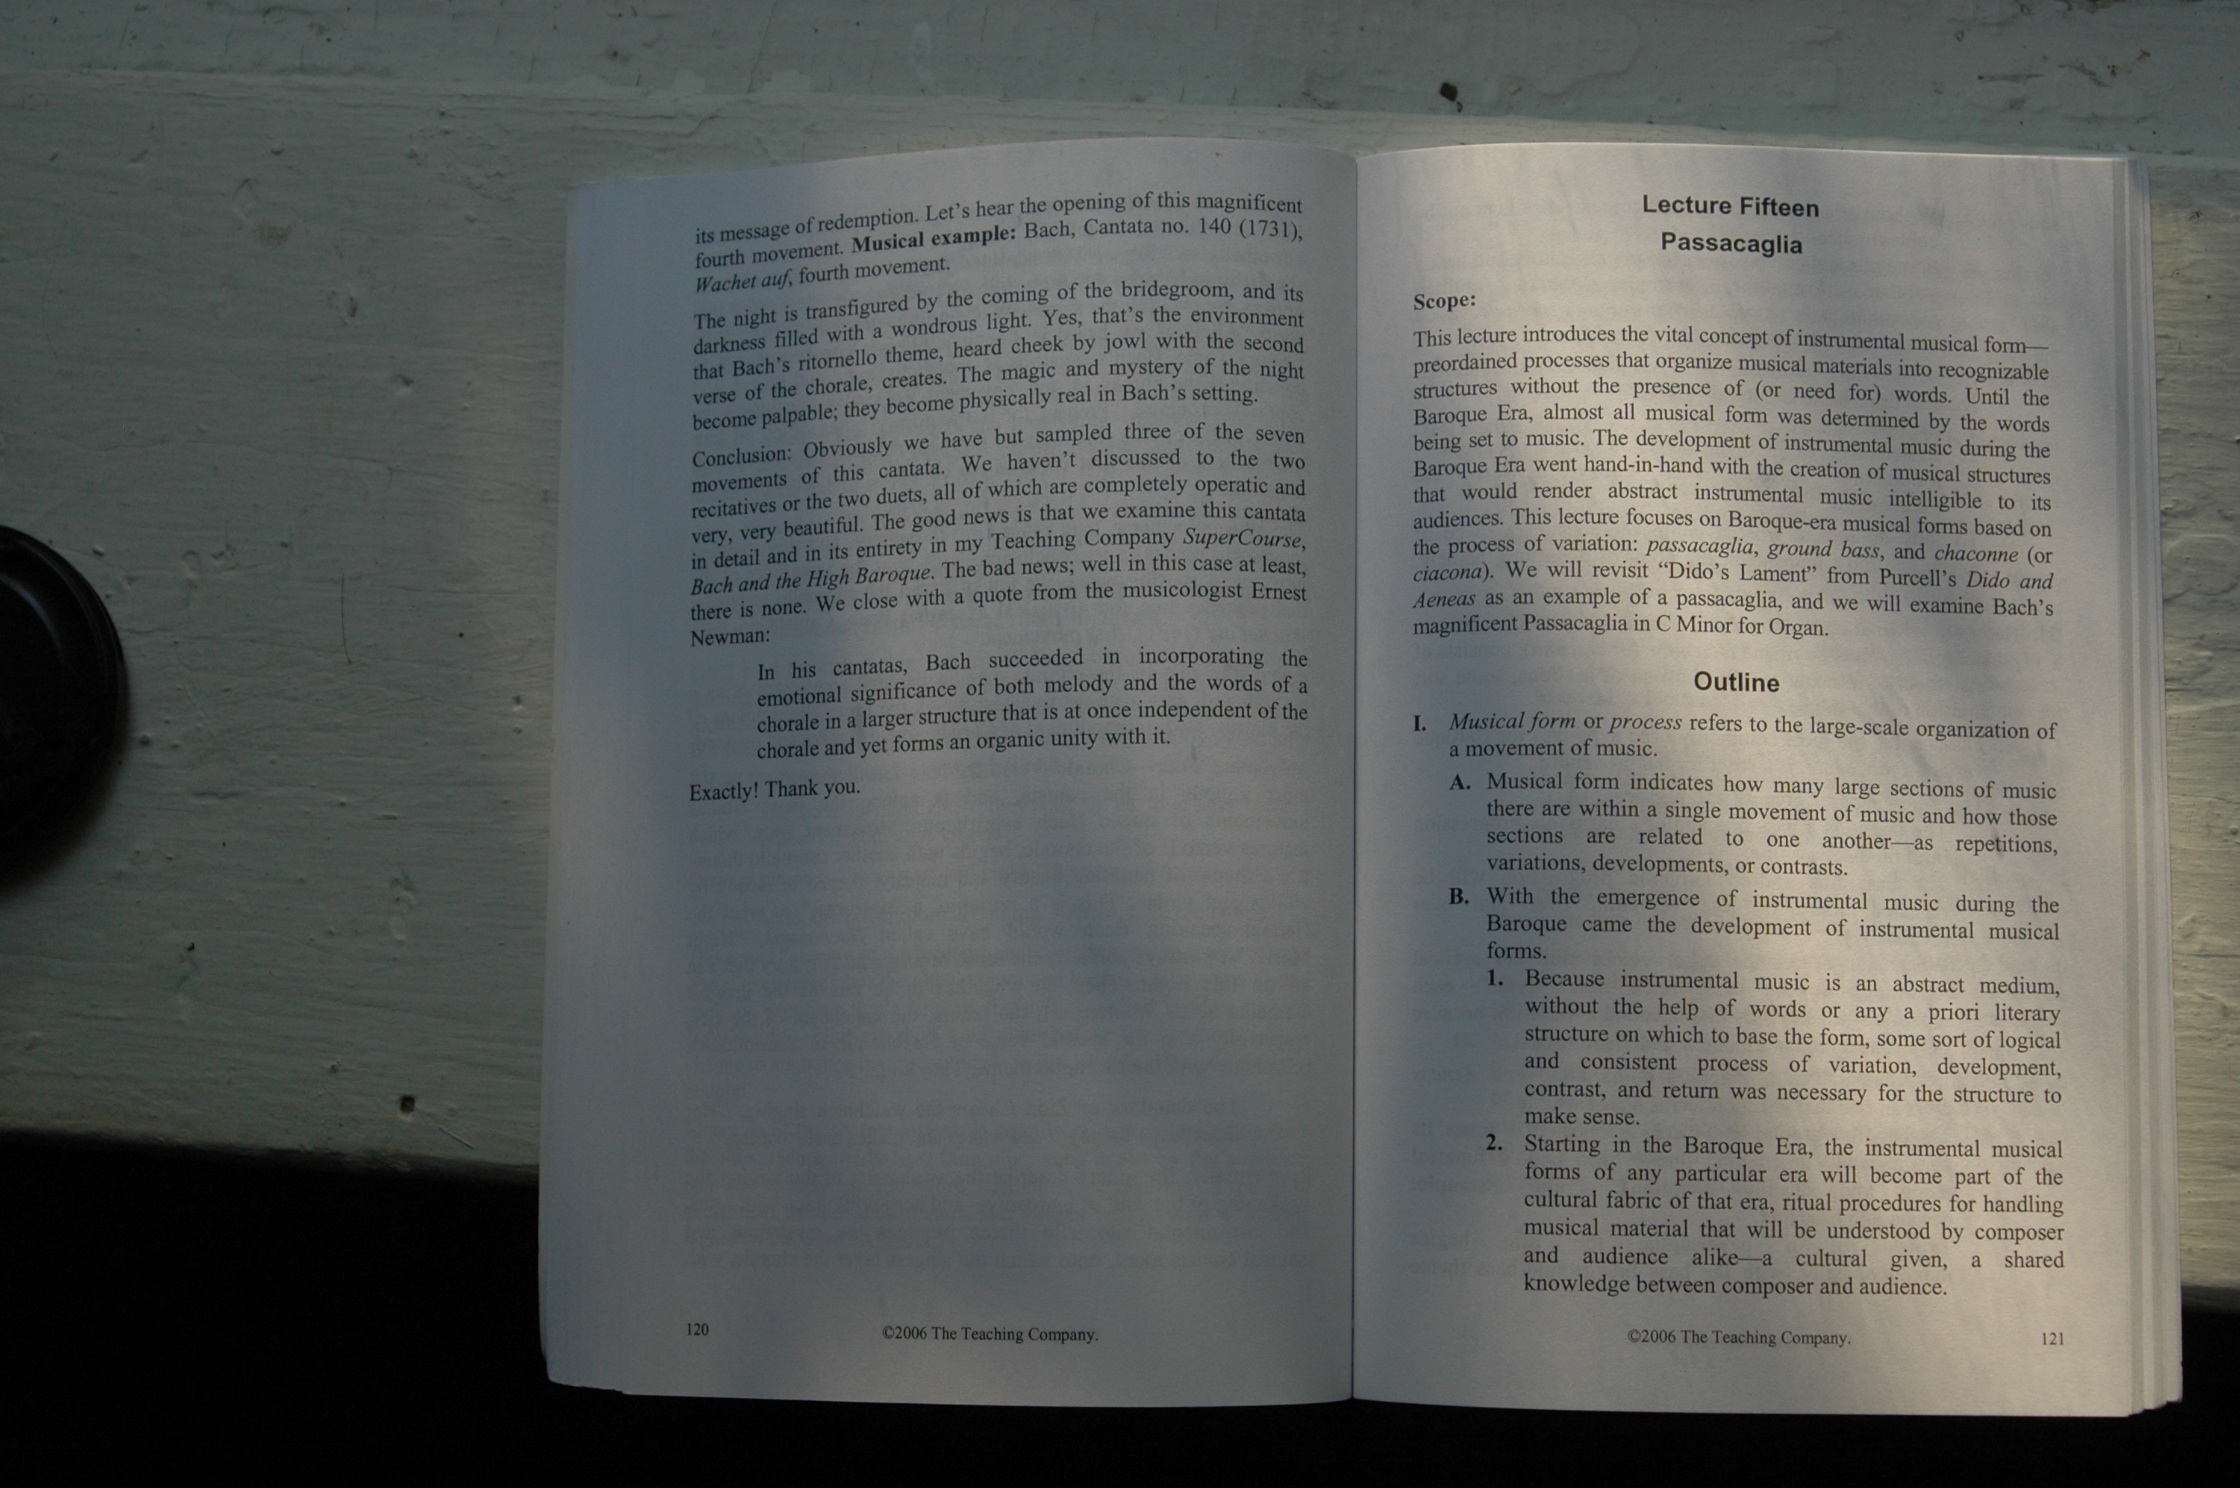 its message of redemption. Let's hear the opening of this magnificent
fourth movement. Musical example: Bach, Cantata no. 140 (1731),
Wachet auf, fourth movement.
The night is transfigured by the coming of the bridegroom, and its
darkness filled with a wondrous light. Yes, that's the environment
that Bach's ritornello theme, heard cheek by jowl with the second
verse of the chorale, creates. The magic and mystery of the night
become palpable; they become physically real in Bach's setting.
Conclusion: Obviously we have but sampled three of the seven
movements of this cantata. We haven't discussed to the two
recitatives or the two duets, all of which are completely operatic and
very, very beautiful. The good news is that we examine this cantata
in detail and in its entirety in my Teaching Company SuperCourse,
Bach and the High Baroque. The bad news; well in this case at least,
there is none. We close with a quote from the musicologist Ernest
Newman:
In his cantatas, Bach succeeded in incorporating the
emotional significance of both melody and the words of a
chorale in a larger structure that is at once independent of the
chorale and yet forms an organic unity with it.
Exactly! Thank you.
120
©2006 The Teaching Company.
Lecture Fifteen
Passacaglia
Scope:
This lecture introduces the vital concept of instrumental musical form—
preordained processes that organize musical materials into recognizable
structures without the presence of (or need for) words. Until the
Baroque Era, almost all musical form was determined by the words
being set to music. The development of instrumental music during the
Baroque Era went hand-in-hand with the creation of musical structures
that would render abstract instrumental music intelligible to its
audiences. This lecture focuses on Baroque-era musical forms based on
the process of variation: passacaglia, ground bass, and chaconne (or
ciacona). We will revisit “Dido's Lament” from Purcell's Dido and
Aeneas as an example of a passacaglia, and we will examine Bach's
magnificent Passacaglia in C Minor for Organ.
Outline
I. Musical form or process refers to the large-scale organization of
a movement of music.
A. Musical form indicates how many large sections of music
there are within a single movement of music and how those
sections are related to one another—as repetitions,
variations, developments, or contrasts.
B. With the emergence of instrumental music during the
Baroque came the development of instrumental musical
forms.
1. Because instrumental music is an abstract medium,
without the help of words or any a priori literary
structure on which to base the form, some sort of logical
and consistent process of variation, development,
contrast, and return was necessary for the structure to
make sense.
2. Starting in the Baroque Era, the instrumental musical
forms of any particular era will become part of the
cultural fabric of that era, ritual procedures for handling
musical material that will be understood by composer
and audience alike—a cultural given, a shared
knowledge between composer and audience.
©2006 The Teaching Company.
121